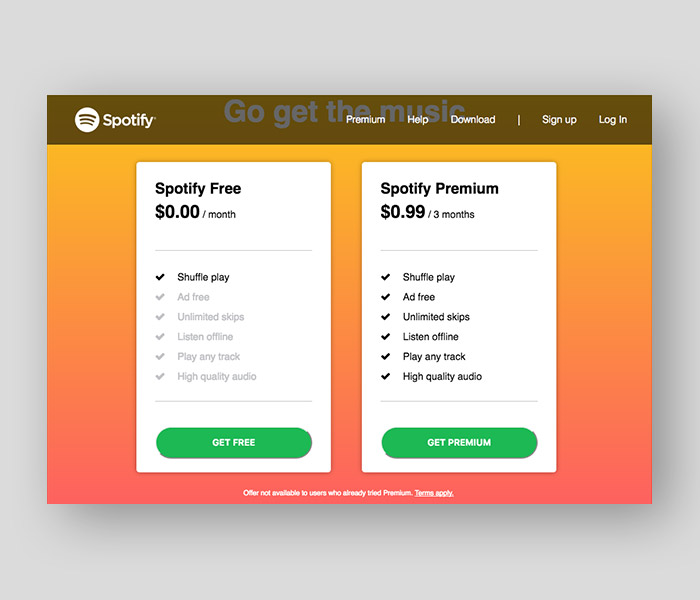 Go get the music
Spotify®
Premium Help Download | Sign up Log In
Spotify Free
$0.00 / month
Shuffle play
Ad free
Unlimited skips
Listen offline
Play any track
High quality audio
GET FREE
Spotify Premium
$0.99 / 3 months
Shuffle play
Ad free
Unlimited skips
Listen offline
Play any track
High quality audio
GET PREMIUM
Offer not available to users who already tried Premium. Terms apply.